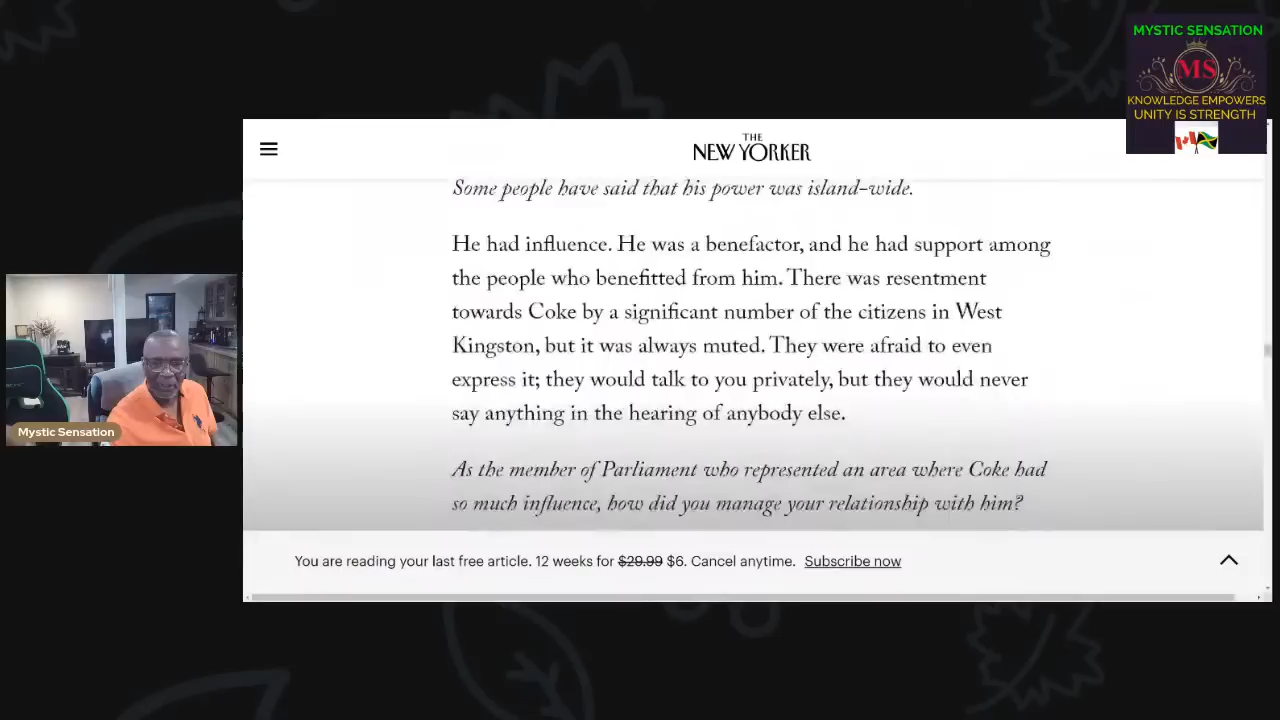 MYSTIC SENSATION
MS
KNOWLEDGE EMPOWERS
UNITY IS STRENGTH
THE
NEW YORKER
Some people have said that his power was island-wide.
He had influence. He was a benefactor, and he had support among
the people who benefitted from him. There was resentment
towards Coke by a significant number of the citizens in West
Kingston, but it was always muted. They were afraid to even
express it; they would talk to you privately, but they would never
say anything in the hearing of anybody else.
As the member of Parliament who represented an area where Coke had
so much influence, how did you manage your relationship with him?
Mystic Sensation
You are reading your last free article. 12 weeks for $29.99 $6. Cancel anytime. Subscribe now